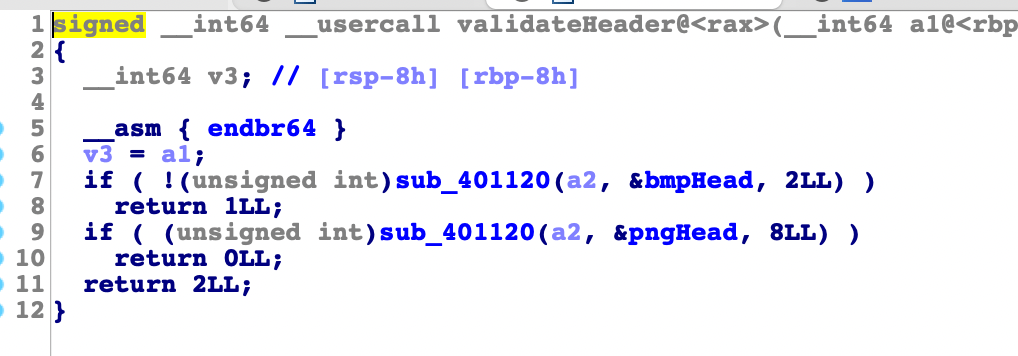 1 signed __int64 __usercall validateHeader@<rax>(__int64 a1@<rbp
2 {
3 __int64 v3; // [rsp-8h] [rbp-8h]
4
5 __asm { endbr64 }
6 v3 = a1;
7 if ( !(unsigned int)sub_401120(a2, &bmpHead, 2LL) )
8 return 1LL;
9 if ( (unsigned int)sub_401120(a2, &pngHead, 8LL) )
10 return 0LL;
11 return 2LL;
12 }